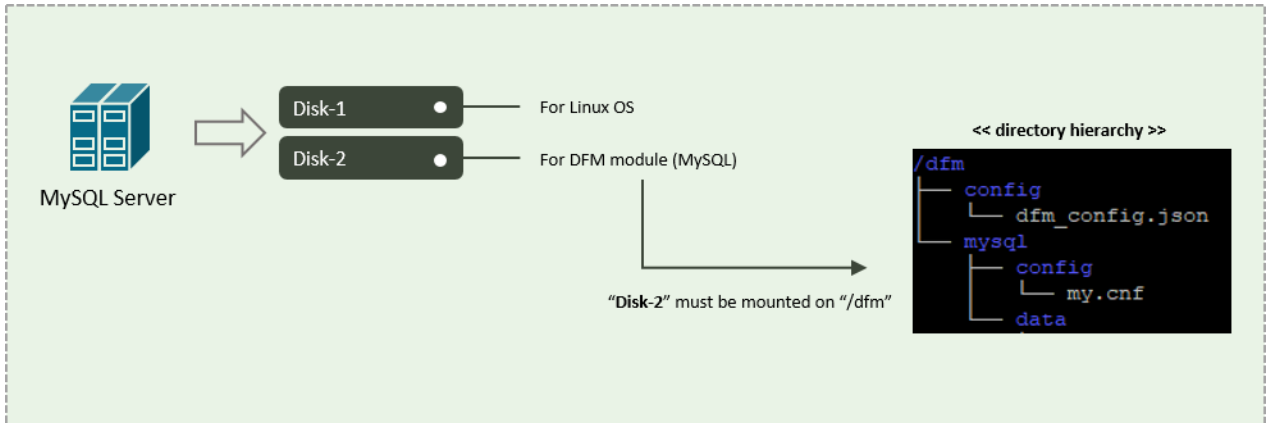 MySQL Server
Disk-1
For Linux OS
Disk-2
For DFM module (MySQL)
“Disk-2” must be mounted on “/dfm”
<< directory hierarchy >>
/dfm
├── config
│   └── dfm_config.json
└── mysql
    ├── config
    │   └── my.cnf
    └── data